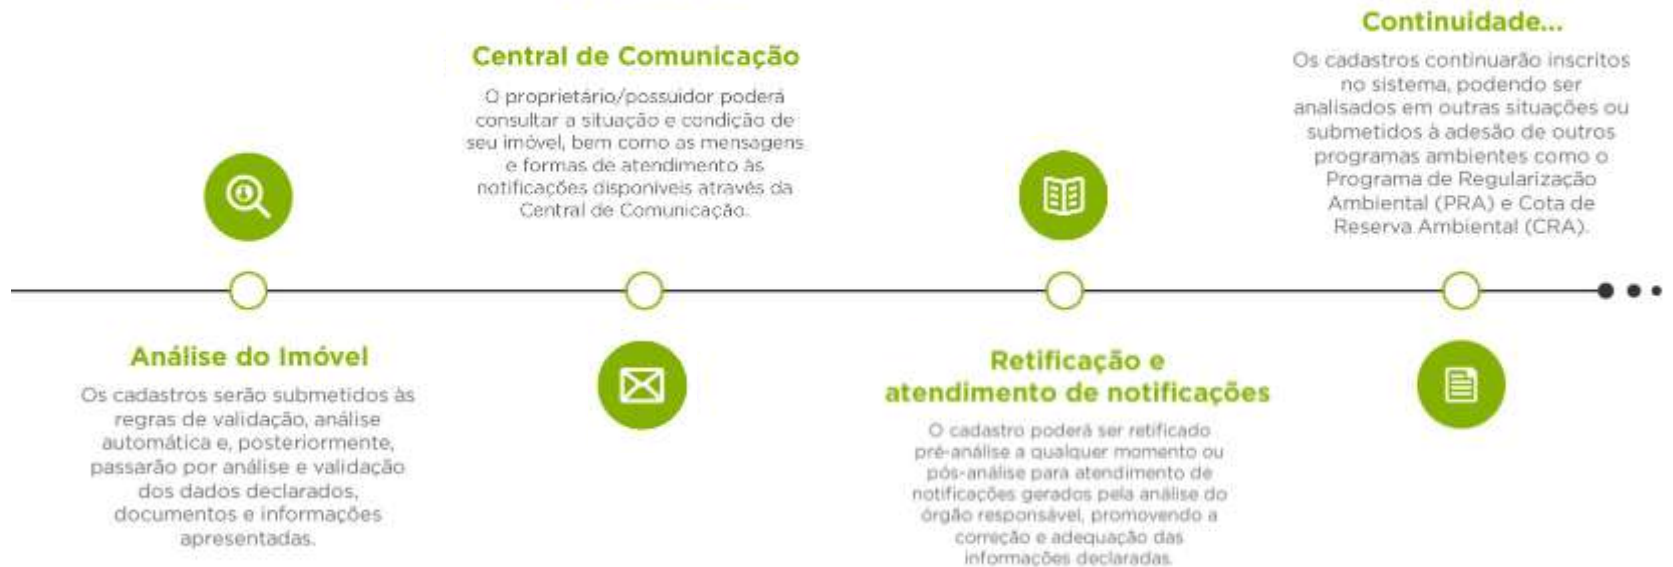 Análise do Imóvel
Os cadastros serão submetidos às
regras de validação, análise
automática e, posteriormente,
passarão por análise e validação
dos dados declarados,
documentos e informações
apresentadas.
Central de Comunicação
O proprietário/possuidor poderá
consultar a situação e condição de
seu imóvel, bem como as mensagens
e formas de atendimento às
notificações disponíveis através da
Central de Comunicação.
Retificação e
atendimento de notificações
O cadastro poderá ser retificado
pré-análise a qualquer momento ou
pós-análise para atendimento de
notificações gerados pela análise do
órgão responsável, promovendo a
correção e adequação das
informações declaradas.
Continuidade...
Os cadastros continuarão inscritos
no sistema, podendo ser
analisados em outras situações ou
submetidos à adesão de outros
programas ambientes como o
Programa de Regularização
Ambiental (PRA) e Cota de
Reserva Ambiental (CRA).